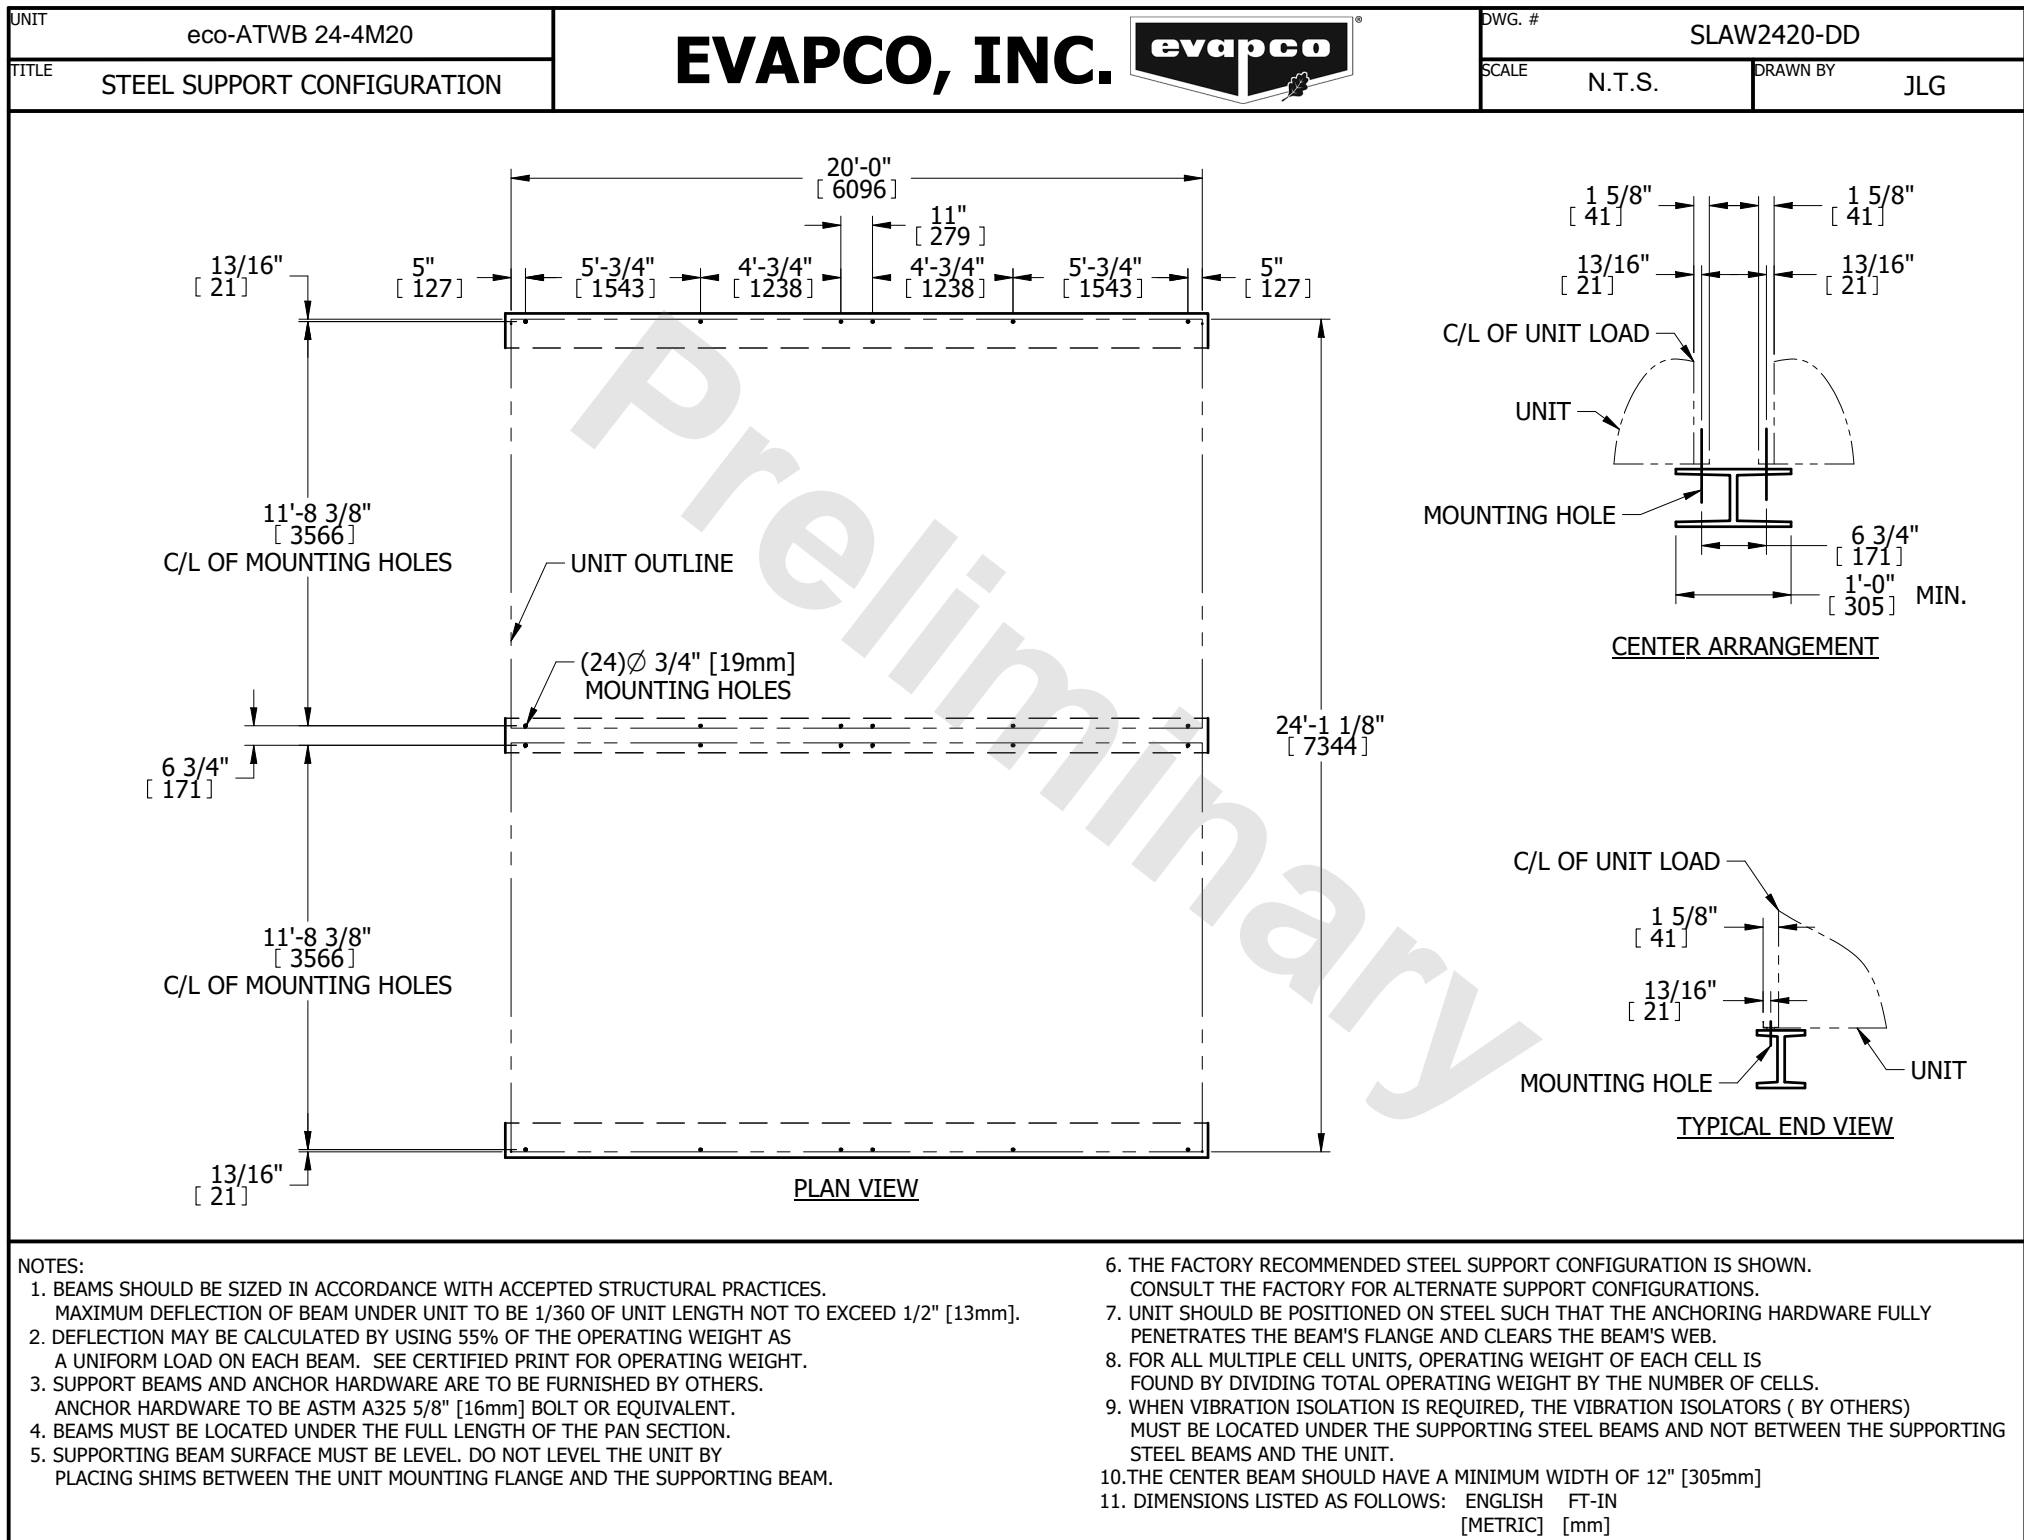 UNIT
eco-ATWB 24-4M20
TITLE
STEEL SUPPORT CONFIGURATION
EVAPCO, INC.
evapco
®
DWG. #
SLAW2420-DD
SCALE
N.T.S.
DRAWN BY
JLG
20'-0"
[ 6096 ]
11"
[ 279 ]
13/16"
[ 21 ]
5"
[ 127 ]
5'-3/4"
[ 1543 ]
4'-3/4"
[ 1238 ]
4'-3/4"
[ 1238 ]
5'-3/4"
[ 1543 ]
5"
[ 127 ]
11'-8 3/8"
[ 3566 ]
C/L OF MOUNTING HOLES
UNIT OUTLINE
(24)Ø 3/4" [19mm]
MOUNTING HOLES
6 3/4"
[ 171 ]
24'-1 1/8"
[ 7344 ]
11'-8 3/8"
[ 3566 ]
C/L OF MOUNTING HOLES
13/16"
[ 21 ]
PLAN VIEW
Preliminary
1 5/8"
[ 41 ]
1 5/8"
[ 41 ]
13/16"
[ 21 ]
13/16"
[ 21 ]
C/L OF UNIT LOAD
UNIT
MOUNTING HOLE
6 3/4"
[ 171 ]
1'-0"
[ 305 ] MIN.
CENTER ARRANGEMENT
C/L OF UNIT LOAD
1 5/8"
[ 41 ]
13/16"
[ 21 ]
MOUNTING HOLE
UNIT
TYPICAL END VIEW
NOTES:
1. BEAMS SHOULD BE SIZED IN ACCORDANCE WITH ACCEPTED STRUCTURAL PRACTICES.
MAXIMUM DEFLECTION OF BEAM UNDER UNIT TO BE 1/360 OF UNIT LENGTH NOT TO EXCEED 1/2" [13mm].
2. DEFLECTION MAY BE CALCULATED BY USING 55% OF THE OPERATING WEIGHT AS
A UNIFORM LOAD ON EACH BEAM. SEE CERTIFIED PRINT FOR OPERATING WEIGHT.
3. SUPPORT BEAMS AND ANCHOR HARDWARE ARE TO BE FURNISHED BY OTHERS.
ANCHOR HARDWARE TO BE ASTM A325 5/8" [16mm] BOLT OR EQUIVALENT.
4. BEAMS MUST BE LOCATED UNDER THE FULL LENGTH OF THE PAN SECTION.
5. SUPPORTING BEAM SURFACE MUST BE LEVEL. DO NOT LEVEL THE UNIT BY
PLACING SHIMS BETWEEN THE UNIT MOUNTING FLANGE AND THE SUPPORTING BEAM.
6. THE FACTORY RECOMMENDED STEEL SUPPORT CONFIGURATION IS SHOWN.
CONSULT THE FACTORY FOR ALTERNATE SUPPORT CONFIGURATIONS.
7. UNIT SHOULD BE POSITIONED ON STEEL SUCH THAT THE ANCHORING HARDWARE FULLY
PENETRATES THE BEAM'S FLANGE AND CLEARS THE BEAM'S WEB.
8. FOR ALL MULTIPLE CELL UNITS, OPERATING WEIGHT OF EACH CELL IS
FOUND BY DIVIDING TOTAL OPERATING WEIGHT BY THE NUMBER OF CELLS.
9. WHEN VIBRATION ISOLATION IS REQUIRED, THE VIBRATION ISOLATORS ( BY OTHERS)
MUST BE LOCATED UNDER THE SUPPORTING STEEL BEAMS AND NOT BETWEEN THE SUPPORTING
STEEL BEAMS AND THE UNIT.
10.THE CENTER BEAM SHOULD HAVE A MINIMUM WIDTH OF 12" [305mm]
11. DIMENSIONS LISTED AS FOLLOWS: ENGLISH FT-IN
[METRIC] [mm]